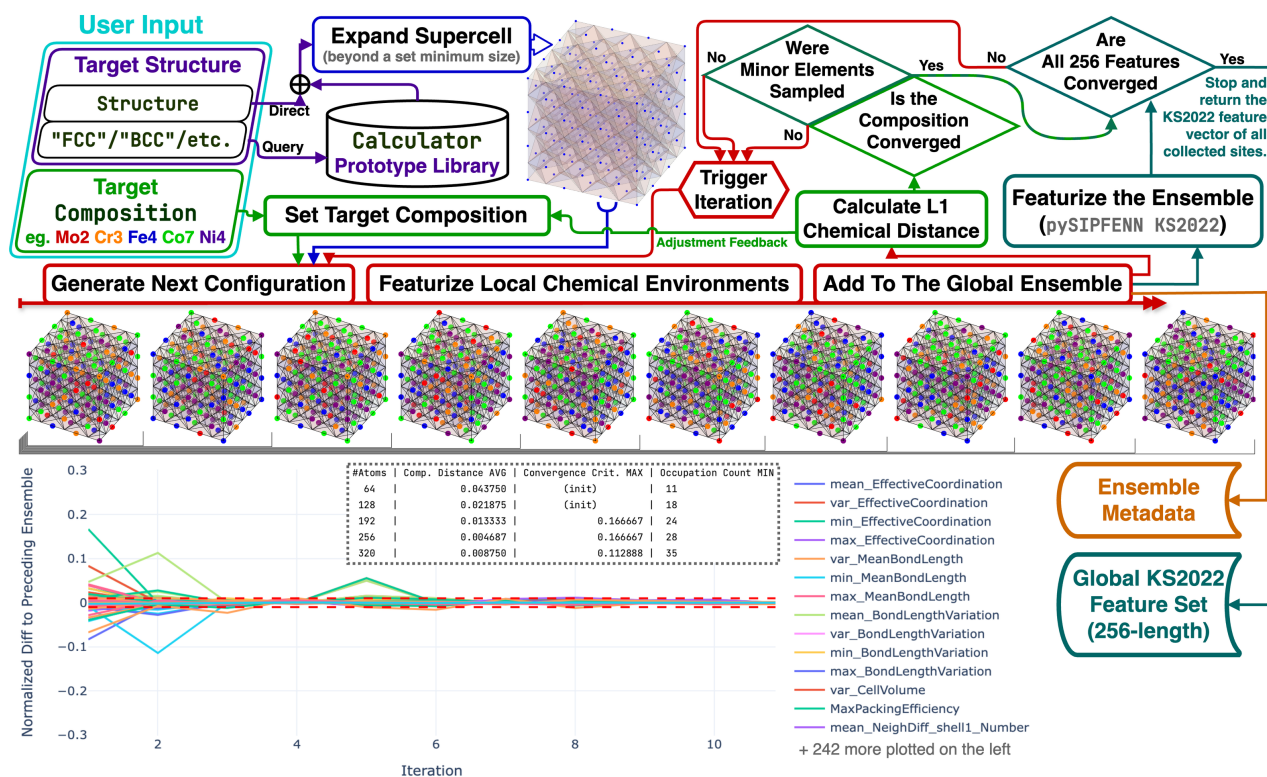 User Input
Target Structure
Structure
"FCC"/"BCC"/etc.
Target
Composition
eg. Mo2 Cr3 Fe4 Co7 Ni4
Direct
Query
Expand Supercell
(beyond a set minimum size)
Calculator
Prototype Library
Set Target Composition
Adjustment Feedback
No
Were
Minor Elements
Sampled
Yes
No
Is the
Composition
Converged
No
Are
All 256 Features
Converged
Yes
Stop and
return the
KS2022 feature
vector of all
collected sites.
Trigger
Iteration
Calculate L1
Chemical Distance
Featurize the Ensemble
(pySIPFENN KS2022)
Generate Next Configuration
Featurize Local Chemical Environments
Add To The Global Ensemble
Normalized Diff to Preceding Ensemble
0.3
0.2
0.1
0
−0.1
−0.2
−0.3
2
4
6
8
10
Iteration
#Atoms | Comp. Distance AVG | Convergence Crit. MAX | Occupation Count MIN
64 | 0.043750 | (init) | 11
128 | 0.021875 | (init) | 18
192 | 0.013333 | 0.166667 | 24
256 | 0.004687 | 0.166667 | 28
320 | 0.008750 | 0.112888 | 35
mean_EffectiveCoordination
var_EffectiveCoordination
min_EffectiveCoordination
max_EffectiveCoordination
var_MeanBondLength
min_MeanBondLength
max_MeanBondLength
mean_BondLengthVariation
var_BondLengthVariation
min_BondLengthVariation
max_BondLengthVariation
var_CellVolume
MaxPackingEfficiency
mean_NeighDiff_shell1_Number
+ 242 more plotted on the left
Ensemble
Metadata
Global KS2022
Feature Set
(256-length)